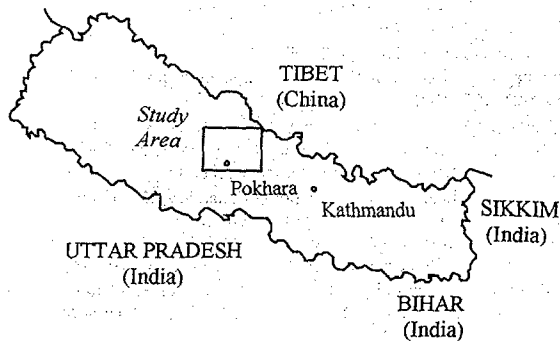 TIBET
(China)
Study
Area
Pokhara
Kathmandu
SIKKIM
(India)
UTTAR PRADESH
(India)
BIHAR
(India)